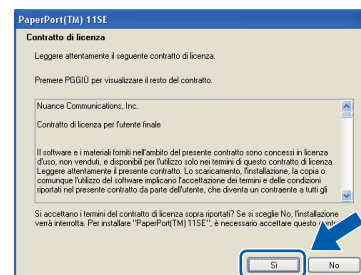 PaperPort(TM) 11SE
Contratto di licenza
Leggere attentamente il seguente contratto di licenza.
Premere PGGIÙ per visualizzare il resto del contratto.
Nuance Communications, Inc.
Contratto di licenza per l'utente finale
Il software e i materiali forniti nell'ambito del presente contratto sono concessi in licenza
d'uso, non venduti, e disponibili per l'utilizzo solo nei termini di questo contratto di licenza.
Leggere attentamente il presente contratto. Lo scaricamento, l'installazione, la copia o
comunque l'utilizzo del software implicano l'accettazione dei termini e delle condizioni
riportati nel presente contratto da parte dell'utente, che diventa un contraente a tutti gli
Si accettano i termini del contratto di licenza sopra riportati? Se si sceglie No, l'installazione
verrà interrotta. Per installare "PaperPort(TM) 11SE", è necessario accettare questo
Sì
No